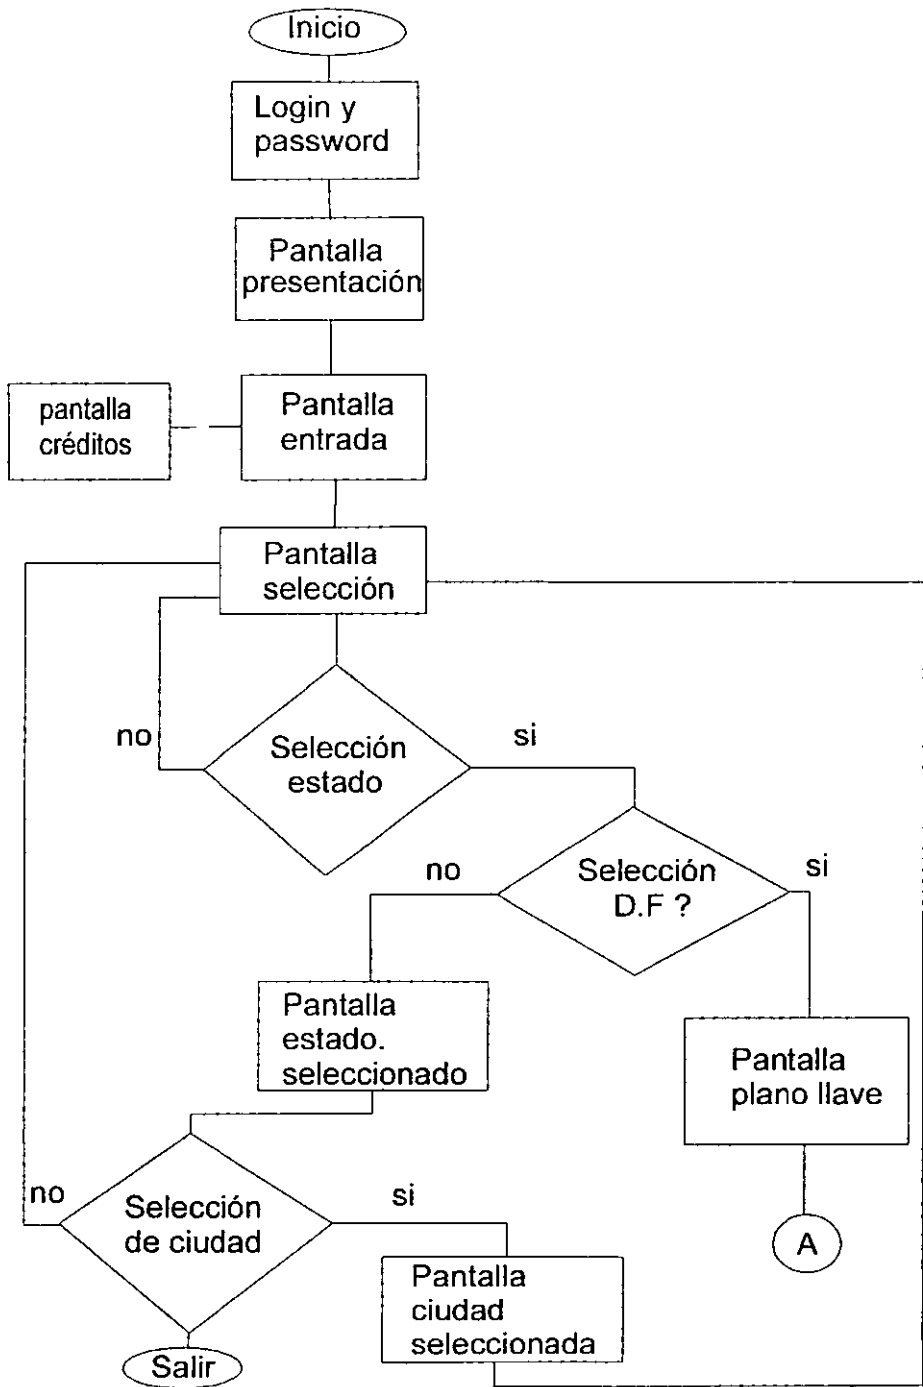 Inicio
Login y
password
Pantalla
presentación
pantalla
créditos
Pantalla
entrada
Pantalla
selección
no
Selección
estado
si
no
Selección
D.F ?
si
Pantalla
estado.
seleccionado
Pantalla
plano llave
no
Selección
de ciudad
si
A
Pantalla
ciudad
seleccionada
Salir